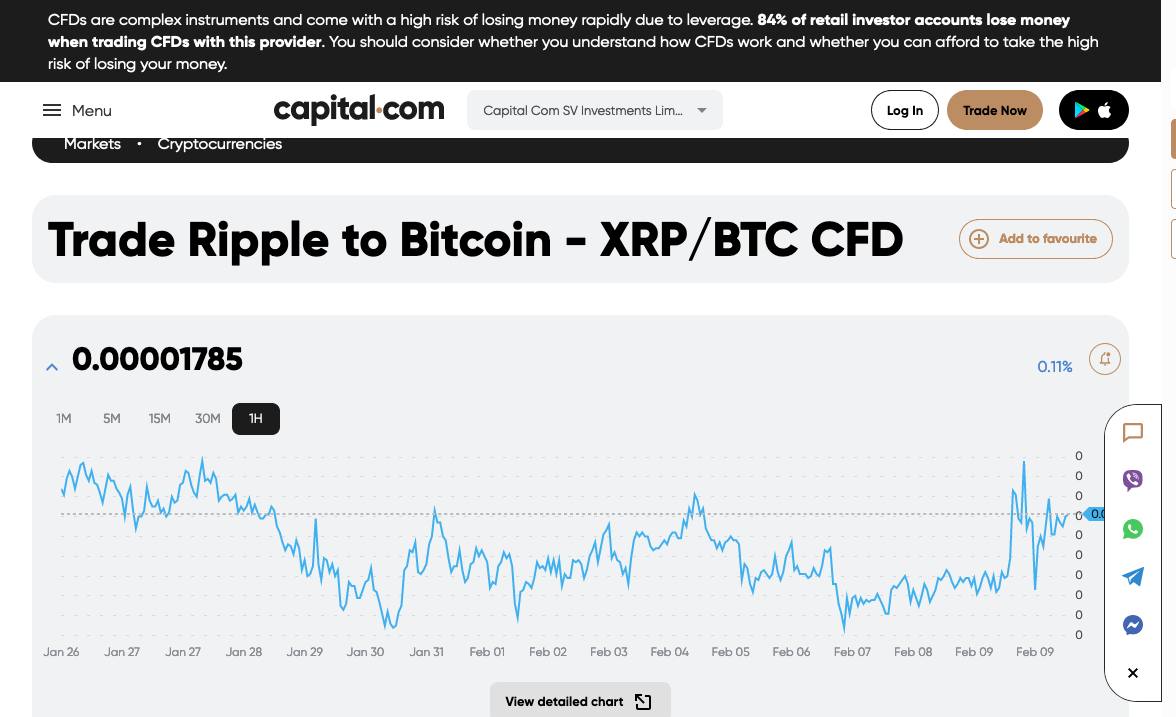 CFDs are complex instruments and come with a high risk of losing money rapidly due to leverage. 84% of retail investor accounts lose money
when trading CFDs with this provider. You should consider whether you understand how CFDs work and whether you can afford to take the high
risk of losing your money.
Menu
capital.com
Capital Com SV Investments Lim...
Log In
Trade Now
Markets • Cryptocurrencies
Trade Ripple to Bitcoin - XRP/BTC CFD
Add to favourite
0.00001785
0.11%
1M 5M 15M 30M 1H
0
0
0
0
0.0
0
0
0
0
0
0
Jan 26 Jan 27 Jan 27 Jan 28 Jan 29 Jan 30 Jan 31 Feb 01 Feb 02 Feb 03 Feb 04 Feb 05 Feb 06 Feb 07 Feb 08 Feb 09 Feb 09
View detailed chart